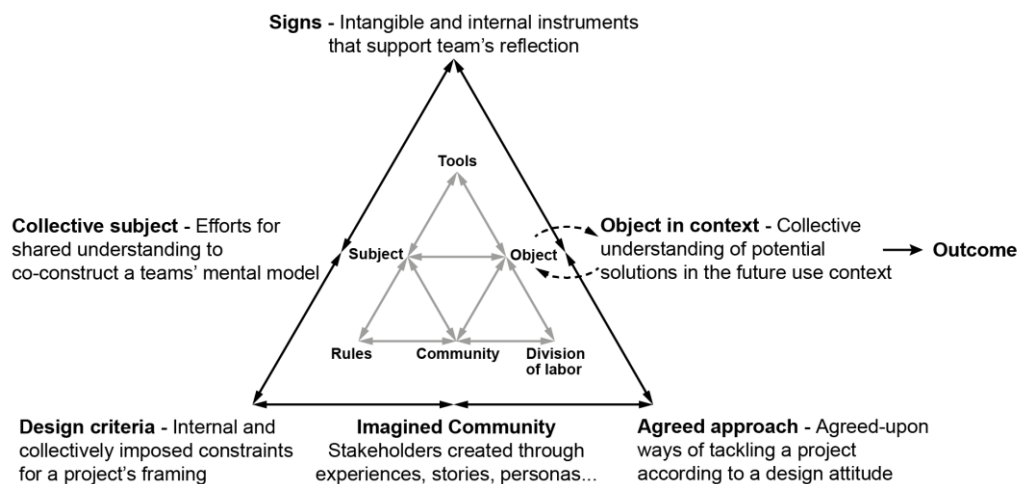 Signs - Intangible and internal instruments
that support team's reflection
Tools
Collective subject - Efforts for
shared understanding to
co-construct a teams' mental model
Subject
Object
Object in context - Collective
understanding of potential
solutions in the future use context
Outcome
Rules
Community
Division
of labor
Design criteria - Internal and
collectively imposed constraints
for a project's framing
Imagined Community
Stakeholders created through
experiences, stories, personas...
Agreed approach - Agreed-upon
ways of tackling a project
according to a design attitude